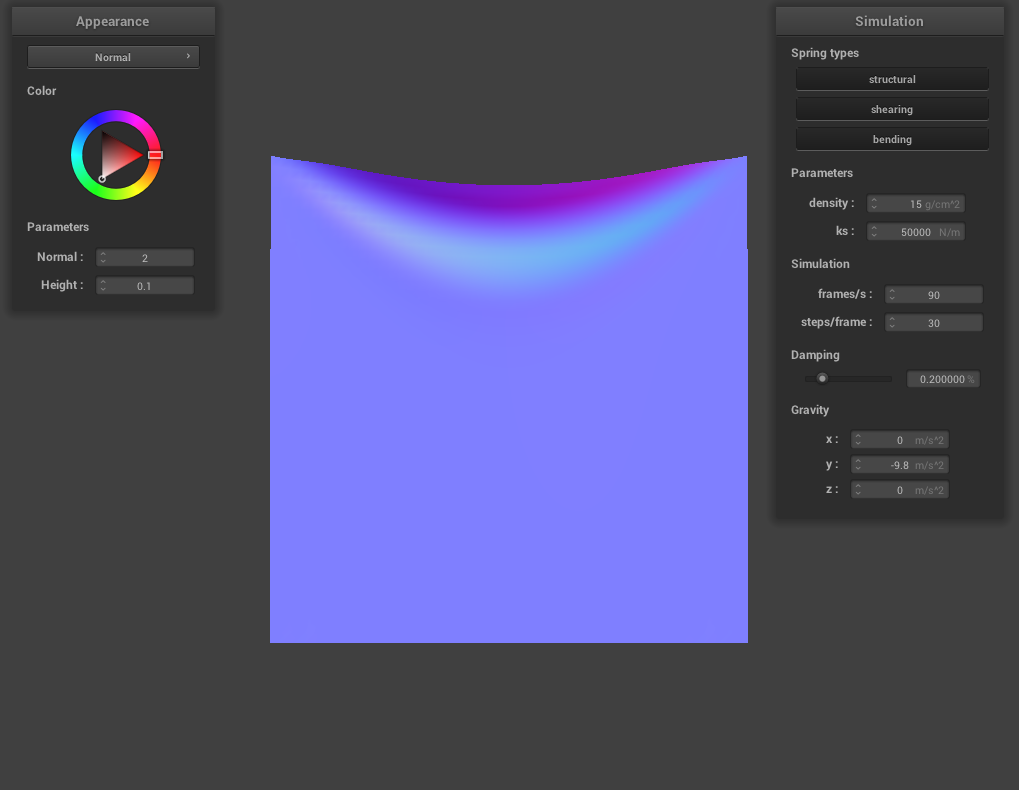 Appearance
Normal
Color
Parameters
Normal : 2
Height : 0.1
Simulation
Spring types
structural
shearing
bending
Parameters
density : 15 g/cm^2
ks : 50000 N/m
Simulation
frames/s : 90
steps/frame : 30
Damping
0.200000 %
Gravity
x : 0 m/s^2
y : -9.8 m/s^2
z : 0 m/s^2